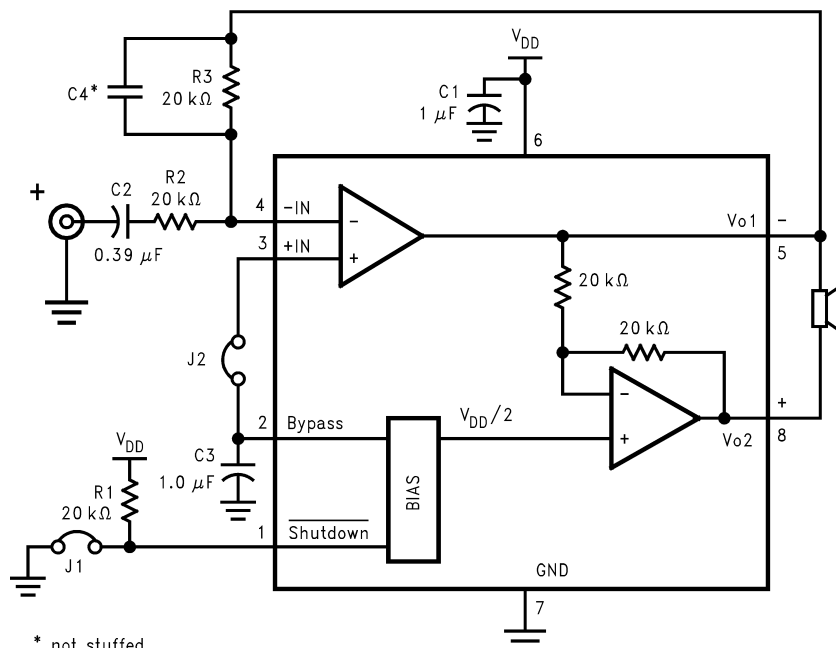 V_DD
C1
1 μF
6
C4*
R3
20 kΩ
+
C2
0.39 μF
R2
20 kΩ
4
-IN
-
3
+IN
+
Vo1
-
5
20 kΩ
20 kΩ
J2
2
Bypass
V_DD/2
-
+
+
8
Vo2
C3
1.0 μF
BIAS
V_DD
R1
20 kΩ
1
Shutdown
J1
GND
7
* not stuffed